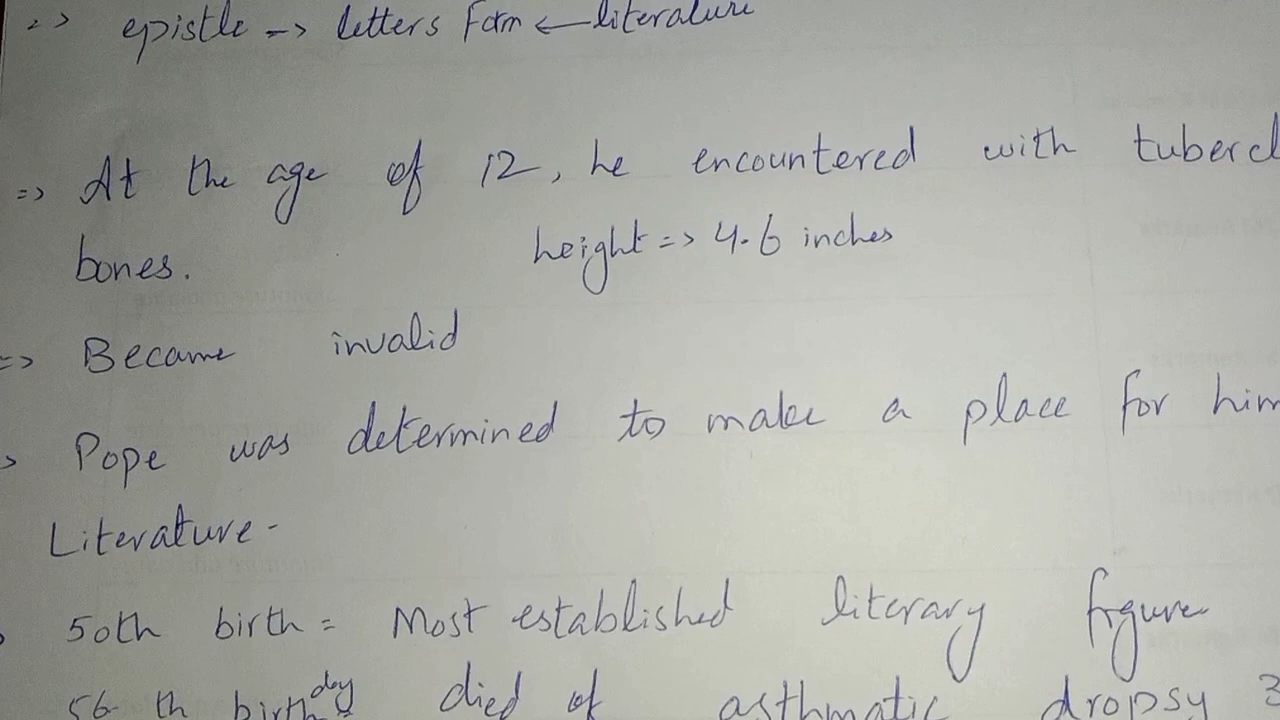 => epistle -> letters Form <- literature
=> At the age of 12, he encountered with tubercl
bones. height => 4.6 inches
=> Became invalid
> Pope was determined to make a place for him
Literature -
50th birth = Most established literary figure
56 th birthday died of asthmatic dropsy